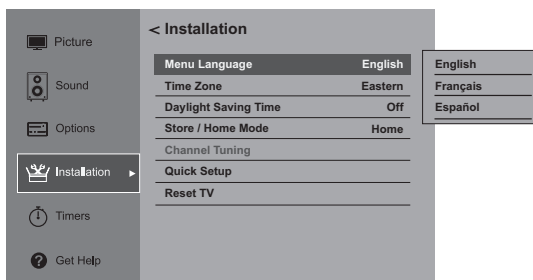 Picture
Sound
Options
Installation
Timers
Get Help
< Installation
Menu Language English
Time Zone Eastern
Daylight Saving Time Off
Store / Home Mode Home
Channel Tuning
Quick Setup
Reset TV
English
Français
Español